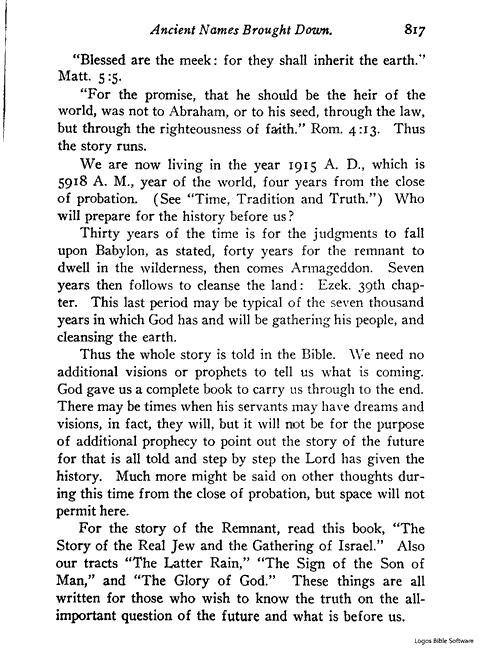 Ancient Names Brought Down. 817
"Blessed are the meek: for they shall inherit the earth."
Matt. 5:5.
"For the promise, that he should be the heir of the
world, was not to Abraham, or to his seed, through the law,
but through the righteousness of faith." Rom. 4:13. Thus
the story runs.
We are now living in the year 1915 A. D., which is
5918 A. M., year of the world, four years from the close
of probation. (See "Time, Tradition and Truth.") Who
will prepare for the history before us?
Thirty years of the time is for the judgments to fall
upon Babylon, as stated, forty years for the remnant to
dwell in the wilderness, then comes Armageddon. Seven
years then follows to cleanse the land: Ezek. 39th chap-
ter. This last period may be typical of the seven thousand
years in which God has and will be gathering his people, and
cleansing the earth.
Thus the whole story is told in the Bible. We need no
additional visions or prophets to tell us what is coming.
God gave us a complete book to carry us through to the end.
There may be times when his servants may have dreams and
visions, in fact, they will, but it will not be for the purpose
of additional prophecy to point out the story of the future
for that is all told and step by step the Lord has given the
history. Much more might be said on other thoughts dur-
ing this time from the close of probation, but space will not
permit here.
For the story of the Remnant, read this book, "The
Story of the Real Jew and the Gathering of Israel." Also
our tracts "The Latter Rain," "The Sign of the Son of
Man," and "The Glory of God." These things are all
written for those who wish to know the truth on the all-
important question of the future and what is before us.
Logos Bible Software